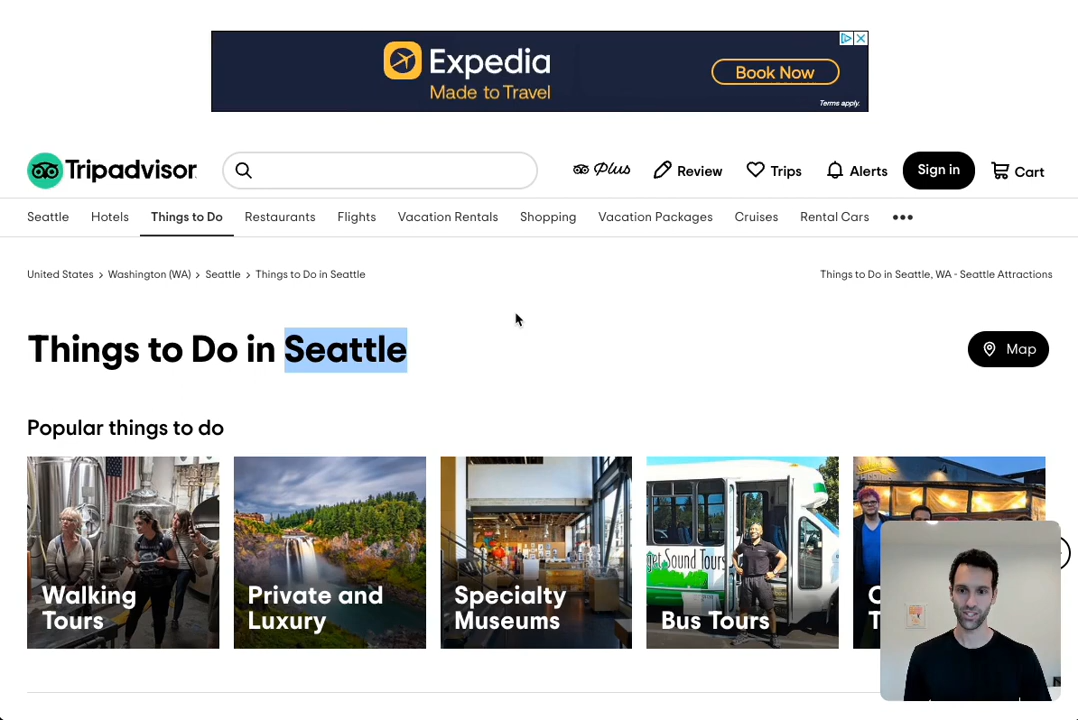 Expedia
Made to Travel
Book Now
Terms apply.
Tripadvisor
Plus
Review
Trips
Alerts
Sign in
Cart
Seattle
Hotels
Things to Do
Restaurants
Flights
Vacation Rentals
Shopping
Vacation Packages
Cruises
Rental Cars
•••
United States › Washington (WA) › Seattle › Things to Do in Seattle
Things to Do in Seattle, WA - Seattle Attractions
Things to Do in Seattle
Map
Popular things to do
Walking
Tours
Private and
Luxury
Specialty
Museums
Sound Tours
Bus Tours